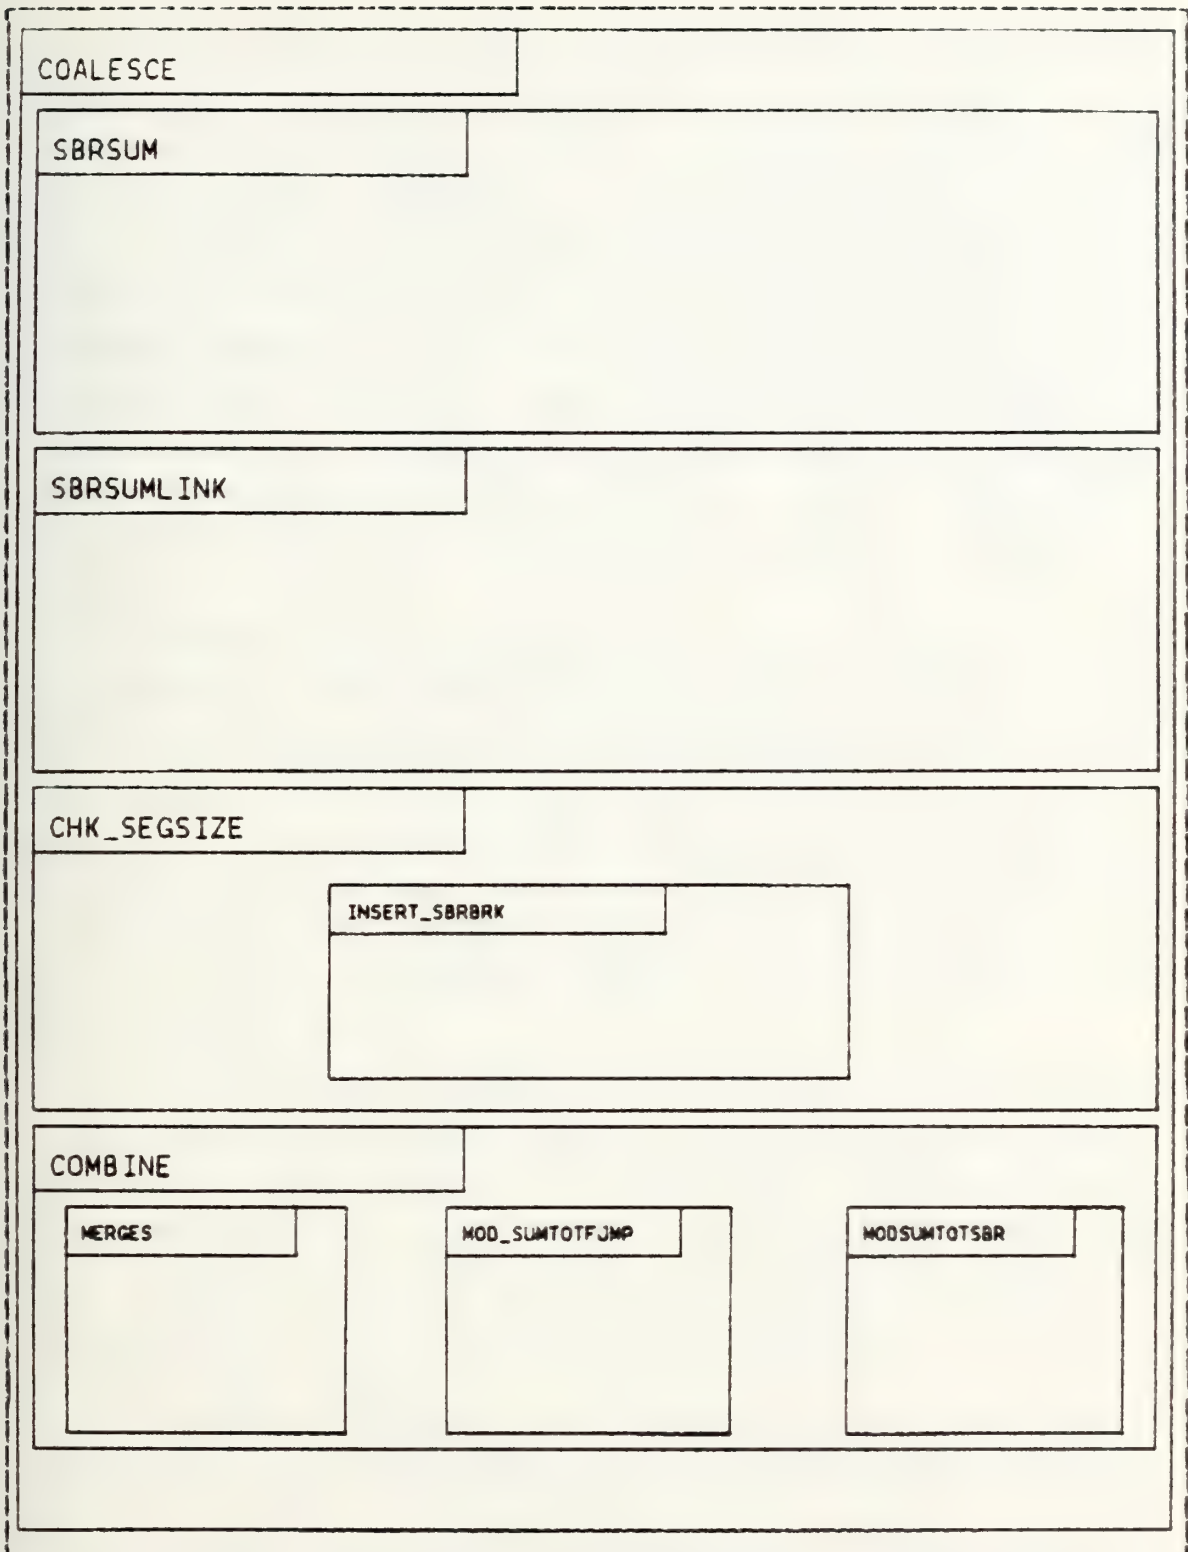 COALESCE
SBRSUM
SBRSUMLINK
CHK_SEGSIZE
INSERT_SBRBRK
COMBINE
MERGES
MOD_SUMTOTFJMP
MODSUMTOTSBR